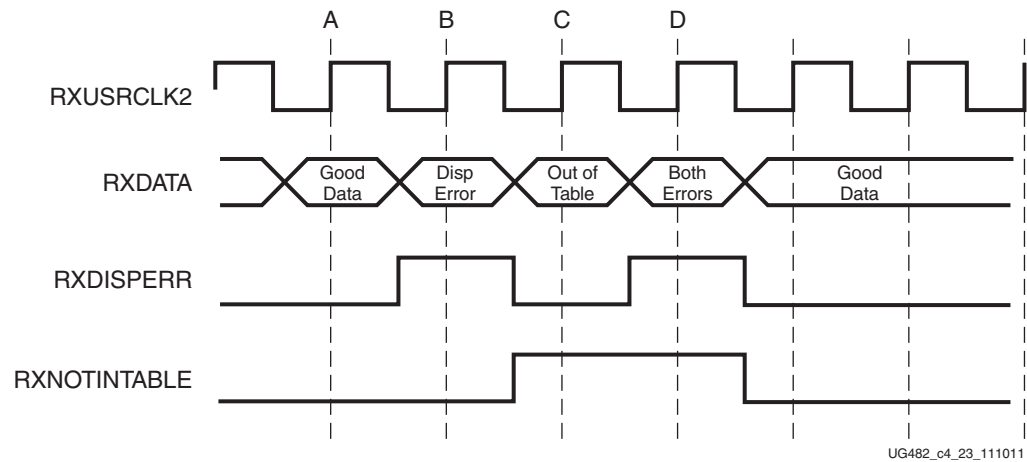 A B C D
RXUSRCLK2
RXDATA
Good Data
Disp Error
Out of Table
Both Errors
Good Data
RXDISPERR
RXNOTINTABLE
UG482_c4_23_111011